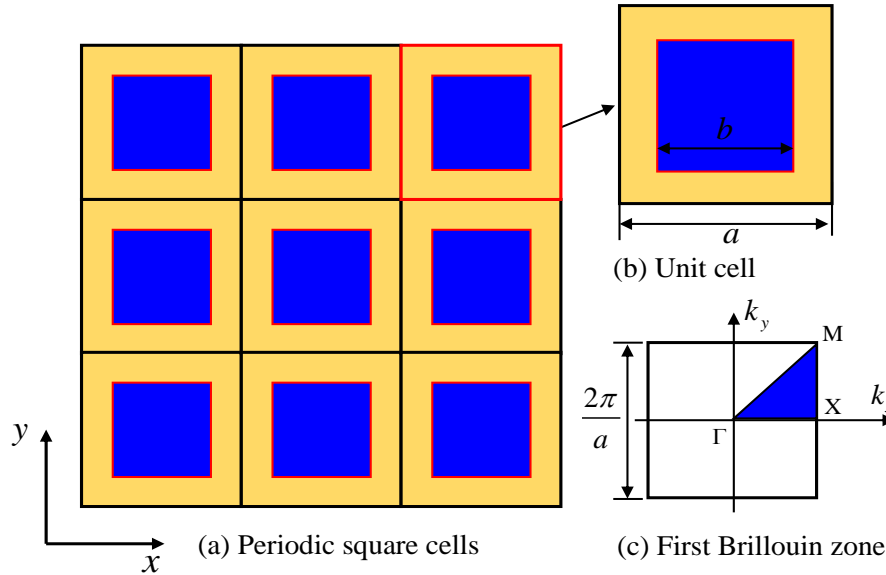 b
a
(b) Unit cell
k_y
M
2π/a
Γ
X
k
y
x
(a) Periodic square cells
(c) First Brillouin zone